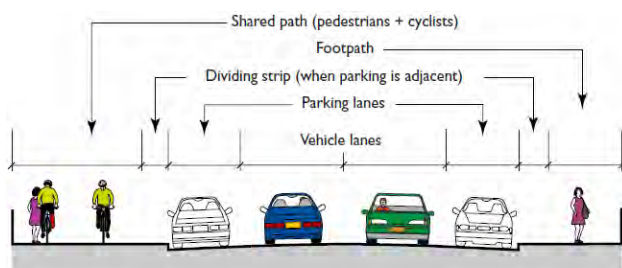 Shared path (pedestrians + cyclists)
Footpath
Dividing strip (when parking is adjacent)
Parking lanes
Vehicle lanes